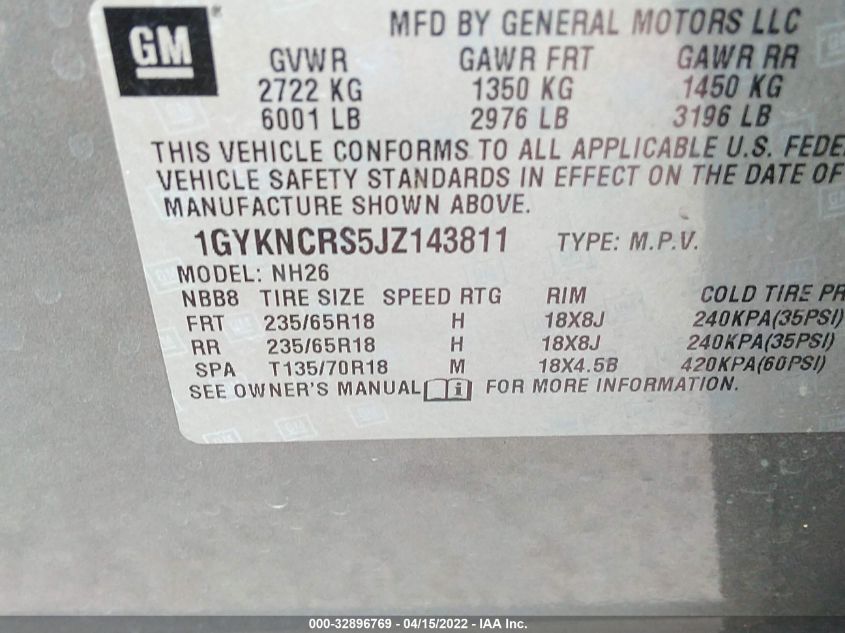 GM
®
MFD BY GENERAL MOTORS LLC
GVWR GAWR FRT GAWR RR
2722 KG 1350 KG 1450 KG
6001 LB 2976 LB 3196 LB
THIS VEHICLE CONFORMS TO ALL APPLICABLE U.S. FEDE
VEHICLE SAFETY STANDARDS IN EFFECT ON THE DATE OF
MANUFACTURE SHOWN ABOVE.
1GYKNCRS5JZ143811 TYPE: M.P.V.
MODEL: NH26
NBB8 TIRE SIZE SPEED RTG RIM COLD TIRE PR
FRT 235/65R18 H 18X8J 240KPA(35PSI)
RR 235/65R18 H 18X8J 240KPA(35PSI)
SPA T135/70R18 M 18X4.5B 420KPA(60PSI)
SEE OWNER'S MANUAL i FOR MORE INFORMATION.
000-32896769 - 04/15/2022 - IAA Inc.